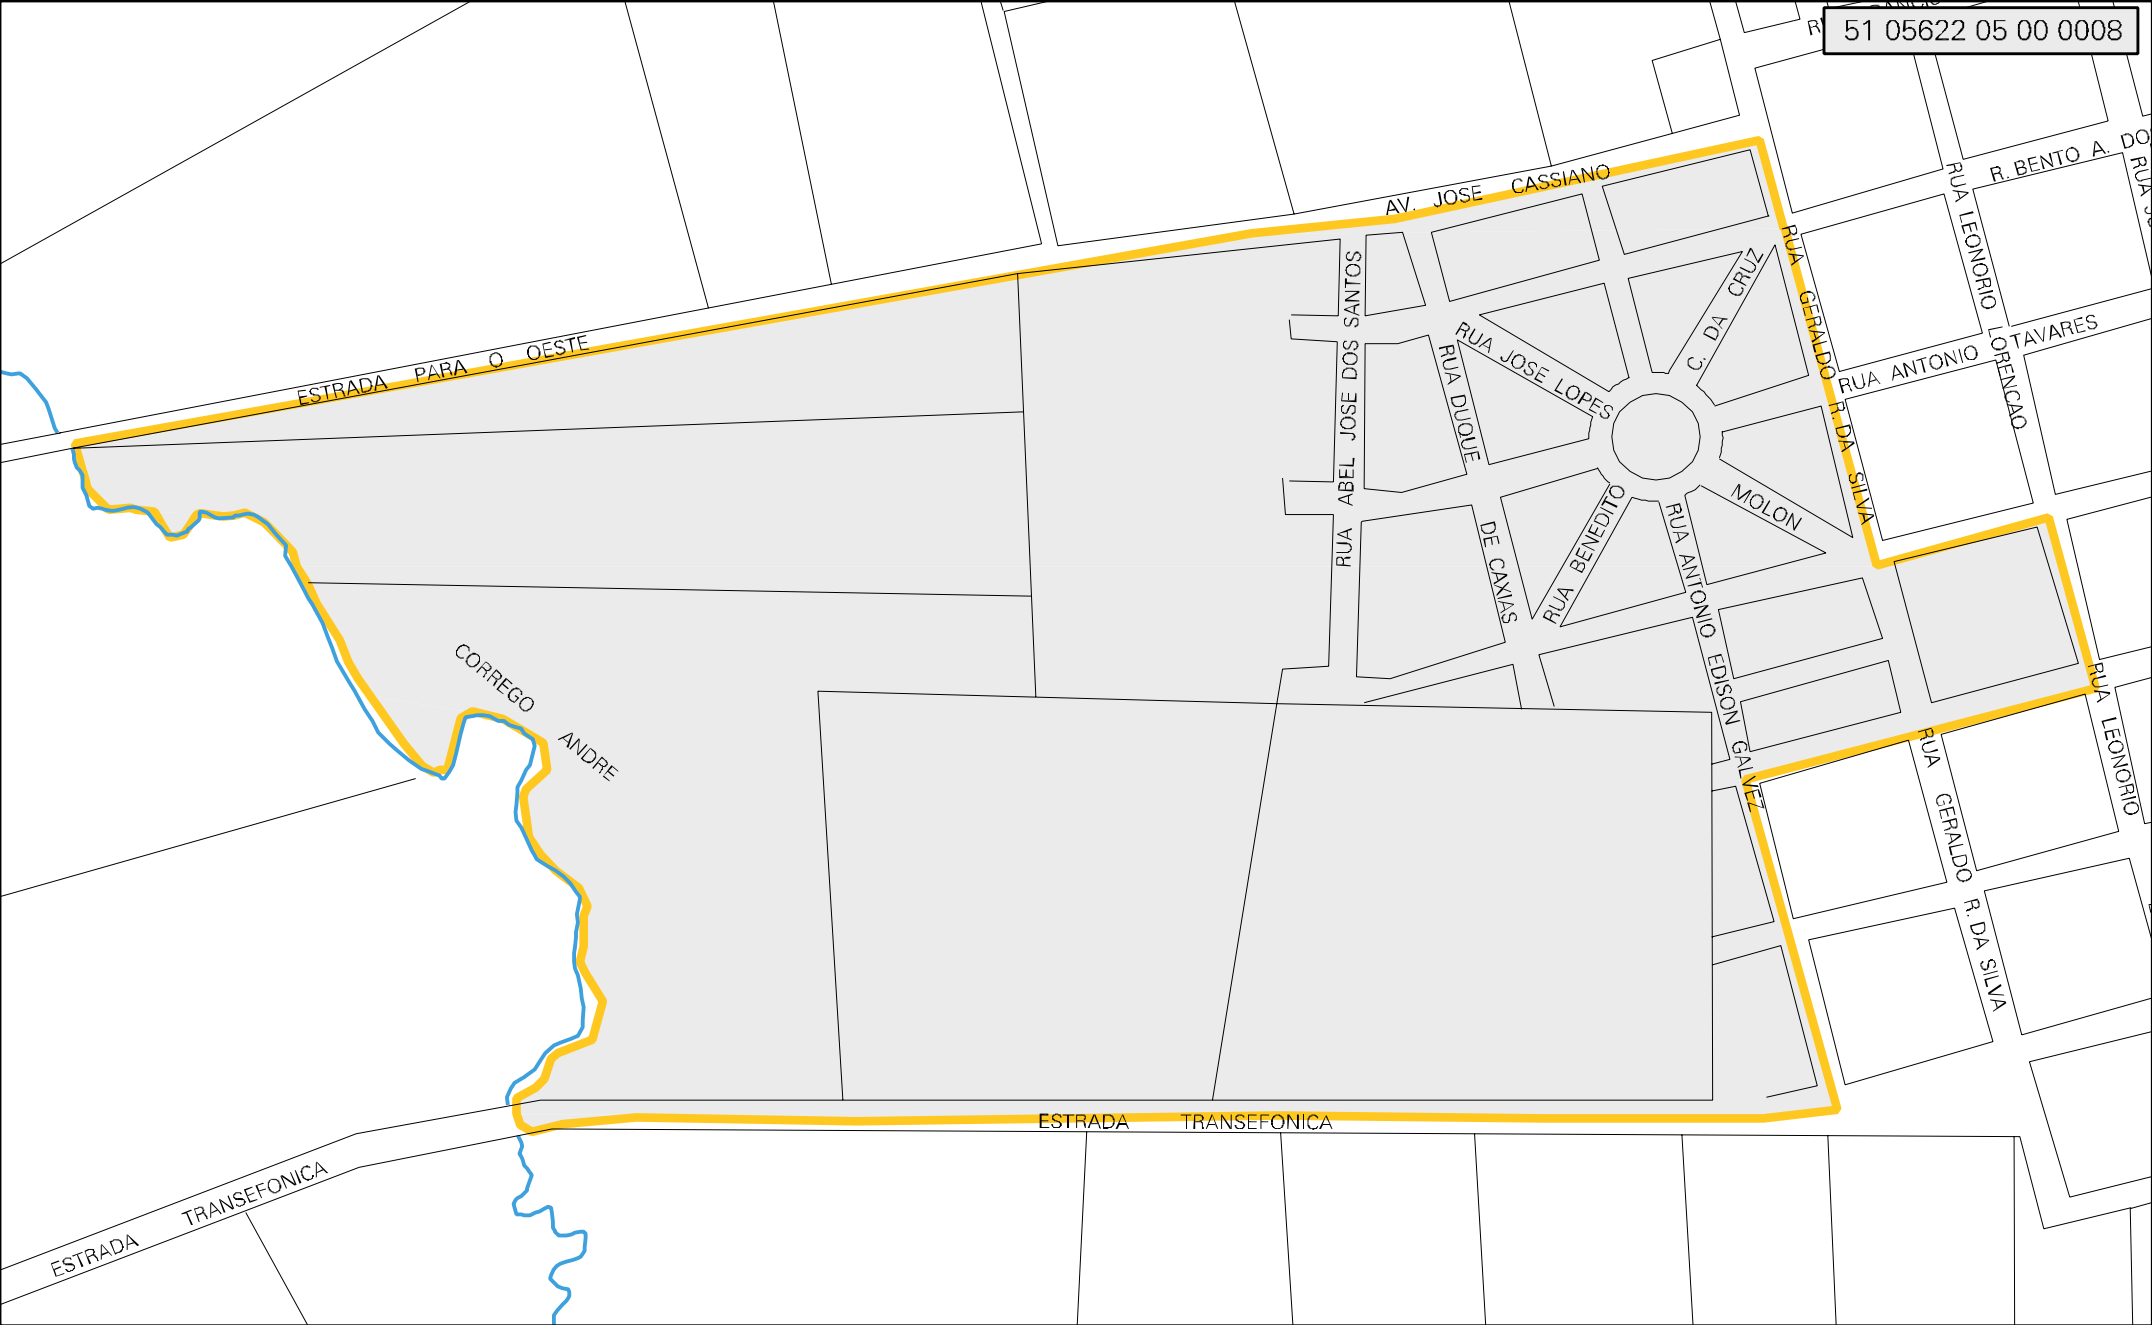 51 05622 05 00 0008
R. BENTO A. DO
AV. JOSE CASSIANO
RUA LEONORIO LORENCAO
RUA GERALDO R. DA SILVA
C. DA CRUZ
RUA ABEL JOSE DOS SANTOS
RUA JOSE LOPES
RUA ANTONIO TAVARES
ESTRADA PARA O OESTE
RUA DUQUE DE CAXIAS
MOLON
RUA BENEDITO
RUA ANTONIO EDISON GALVEZ
CORREGO ANDRE
RUA LEONORIO
RUA GERALDO R. DA SILVA
ESTRADA TRANSEFONICA
ESTRADA TRANSEFONICA